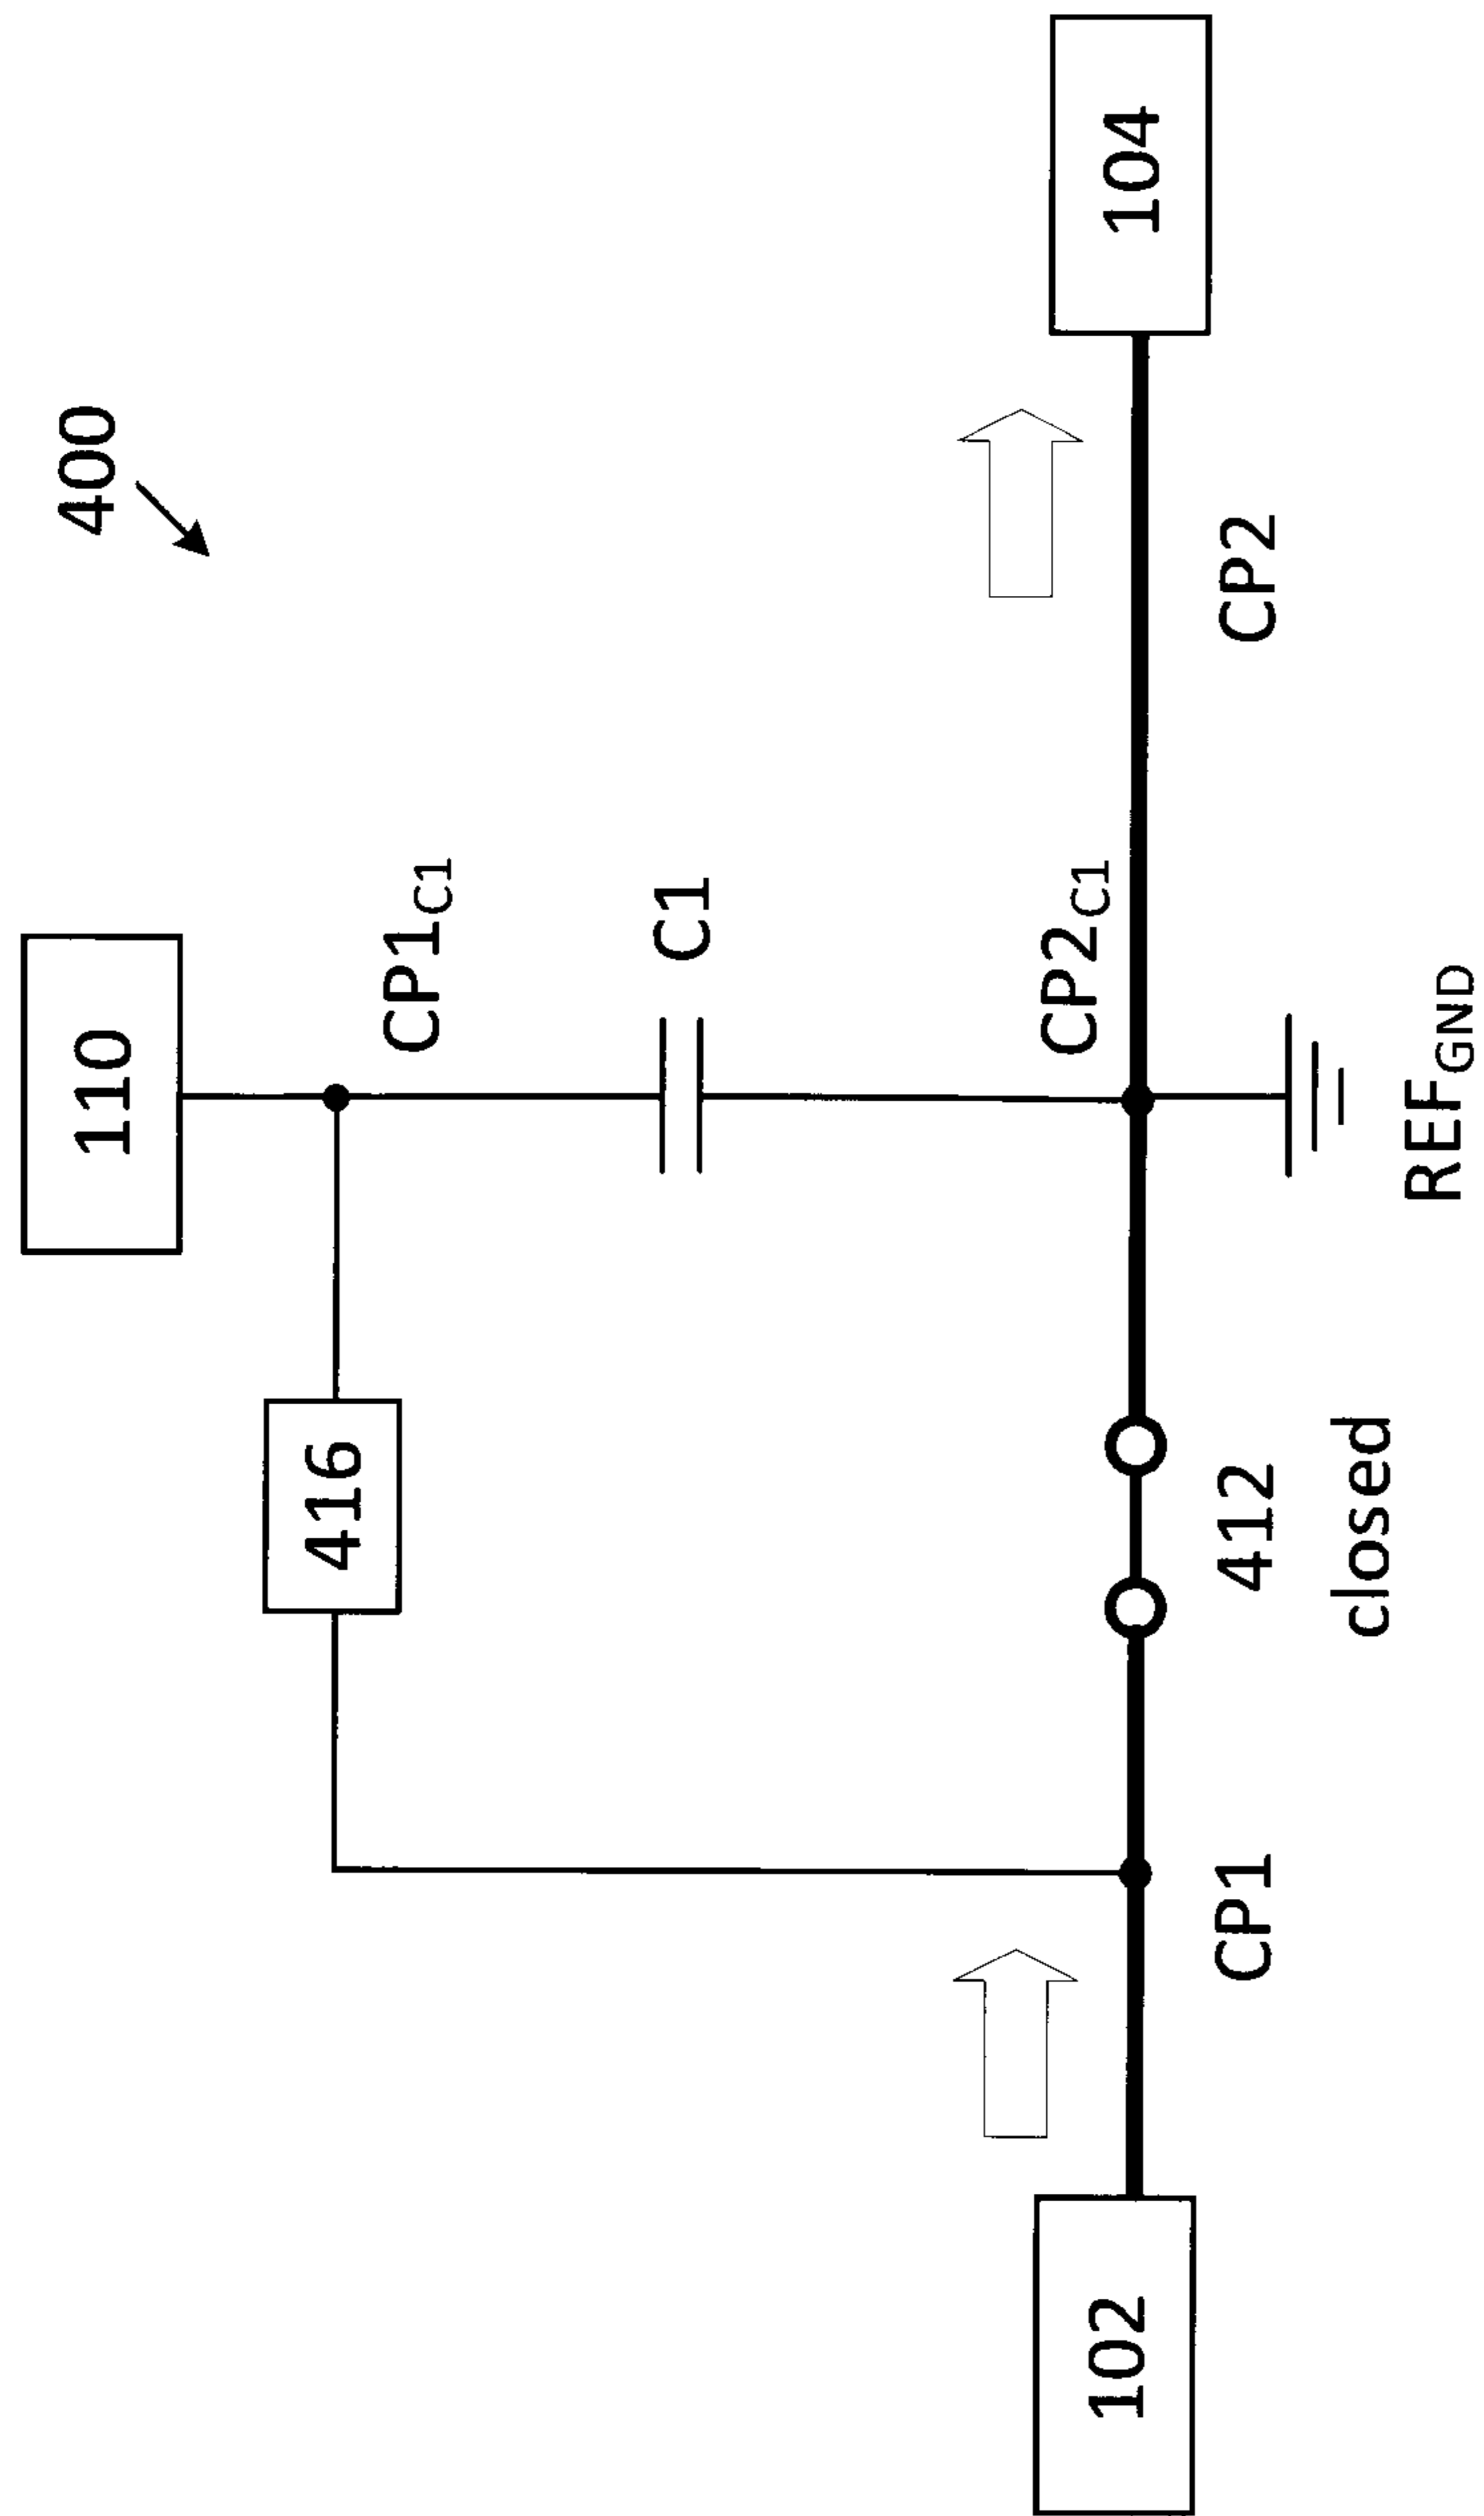 400
110
CP1C1
416
C1
CP2C1
102
104
CP1
412
closed
CP2
REFGND